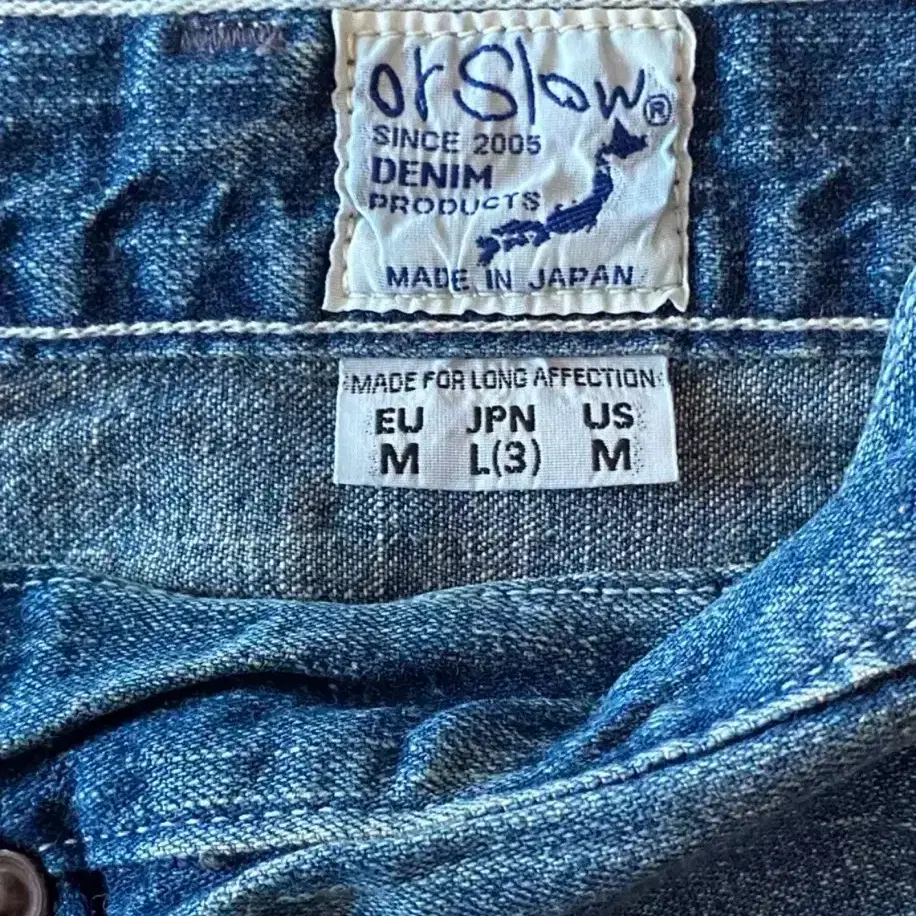 orSlow®
SINCE 2005
DENIM
PRODUCTS
MADE IN JAPAN
MADE FOR LONG AFFECTION
EU JPN US
M L(3) M